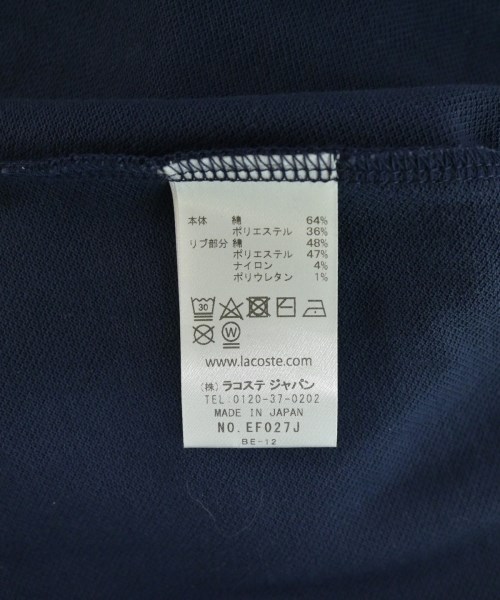 本体 綿 64%
ポリエステル 36%
リブ部分 綿 48%
ポリエステル 47%
ナイロン 4%
ポリウレタン 1%
30
W
www.lacoste.com
(株) ラコステ ジャパン
TEL:0120-37-0202
MADE IN JAPAN
NO.EF027J
BE-12